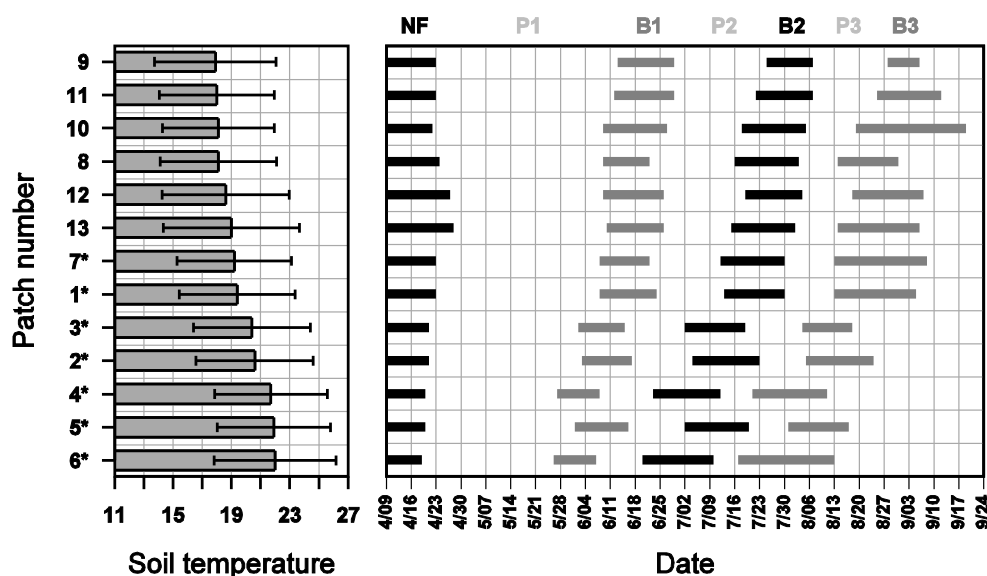 NF P1 B1 P2 B2 P3 B3
Patch number
9
11
10
8
12
13
7*
1*
3*
2*
4*
5*
6*
11 15 19 23 27
Soil temperature
4/09 4/16 4/23 4/30 5/07 5/14 5/21 5/28 6/04 6/11 6/18 6/25 7/02 7/09 7/16 7/23 7/30 8/06 8/13 8/20 8/27 9/03 9/10 9/17 9/24
Date